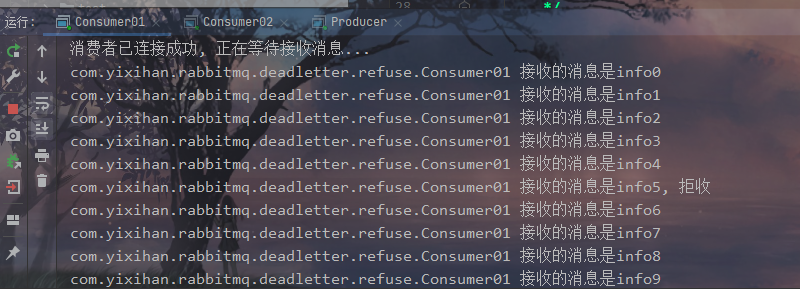 28 */
运行: Consumer01 × Consumer02 × Producer ×
消费者已连接成功, 正在等待接收消息...
com.yixihan.rabbitmq.deadletter.refuse.Consumer01 接收的消息是info0
com.yixihan.rabbitmq.deadletter.refuse.Consumer01 接收的消息是info1
com.yixihan.rabbitmq.deadletter.refuse.Consumer01 接收的消息是info2
com.yixihan.rabbitmq.deadletter.refuse.Consumer01 接收的消息是info3
com.yixihan.rabbitmq.deadletter.refuse.Consumer01 接收的消息是info4
com.yixihan.rabbitmq.deadletter.refuse.Consumer01 接收的消息是info5, 拒收
com.yixihan.rabbitmq.deadletter.refuse.Consumer01 接收的消息是info6
com.yixihan.rabbitmq.deadletter.refuse.Consumer01 接收的消息是info7
com.yixihan.rabbitmq.deadletter.refuse.Consumer01 接收的消息是info8
com.yixihan.rabbitmq.deadletter.refuse.Consumer01 接收的消息是info9